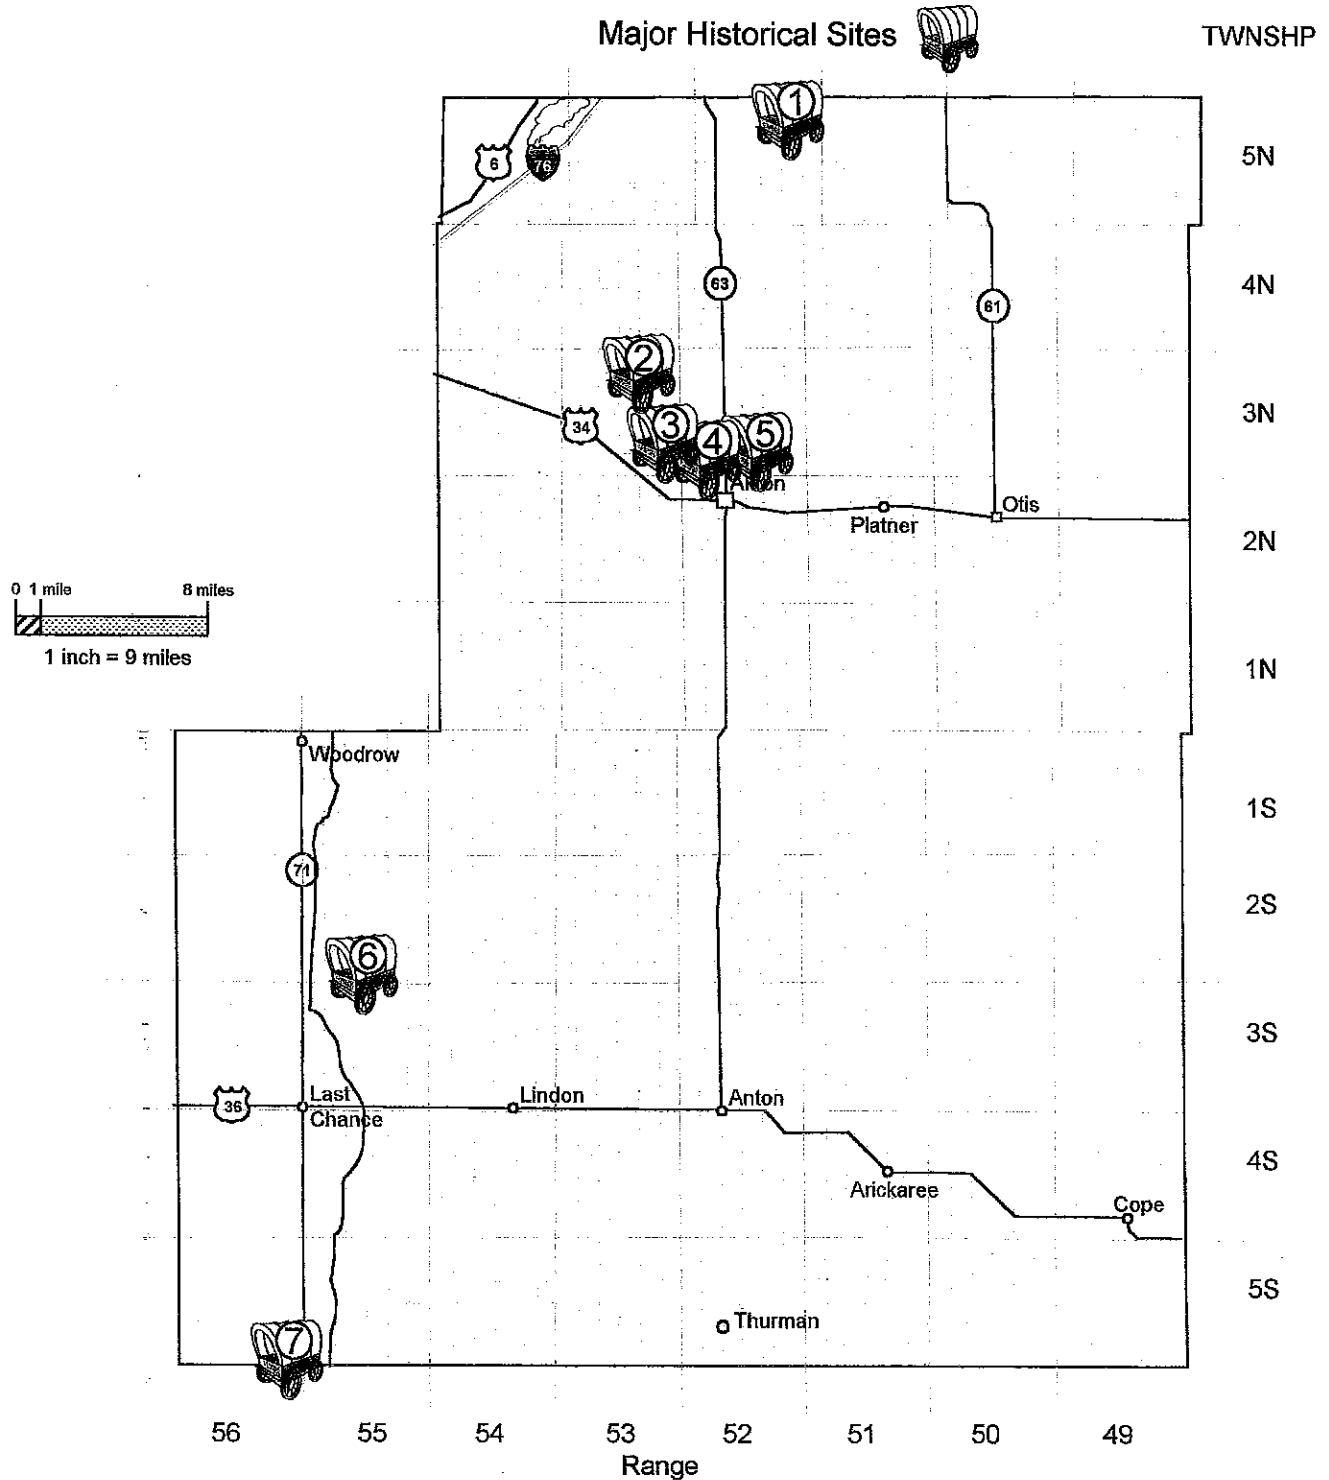 Major Historical Sites
TWNSHP
1
5N
6
76
4N
63
61
2
3N
3
34
4
5
Otis
Platner
2N
0 1 mile 8 miles
1 inch = 9 miles
1N
Woodrow
1S
71
2S
6
3S
Last
Chance
36
Lindon
Anton
4S
Arickaree
Cope
5S
Thurman
7
56 55 54 53 52 51 50 49
Range